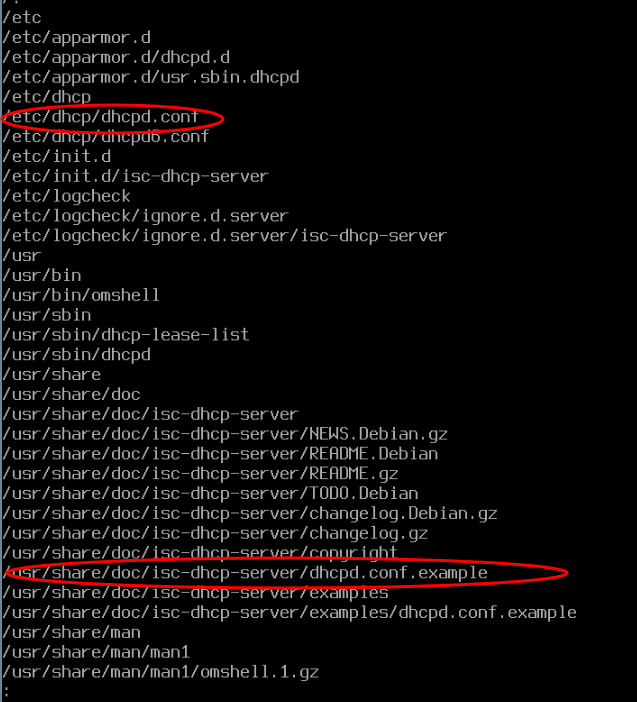 /.
/etc
/etc/apparmor.d
/etc/apparmor.d/dhcpd.d
/etc/apparmor.d/usr.sbin.dhcpd
/etc/dhcp
/etc/dhcp/dhcpd.conf
/etc/dhcp/dhcpd6.conf
/etc/init.d
/etc/init.d/isc-dhcp-server
/etc/logcheck
/etc/logcheck/ignore.d.server
/etc/logcheck/ignore.d.server/isc-dhcp-server
/usr
/usr/bin
/usr/bin/omshell
/usr/sbin
/usr/sbin/dhcp-lease-list
/usr/sbin/dhcpd
/usr/share
/usr/share/doc
/usr/share/doc/isc-dhcp-server
/usr/share/doc/isc-dhcp-server/NEWS.Debian.gz
/usr/share/doc/isc-dhcp-server/README.Debian
/usr/share/doc/isc-dhcp-server/README.gz
/usr/share/doc/isc-dhcp-server/TODO.Debian
/usr/share/doc/isc-dhcp-server/changelog.Debian.gz
/usr/share/doc/isc-dhcp-server/changelog.gz
/usr/share/doc/isc-dhcp-server/copyright
/usr/share/doc/isc-dhcp-server/dhcpd.conf.example
/usr/share/doc/isc-dhcp-server/examples
/usr/share/doc/isc-dhcp-server/examples/dhcpd.conf.example
/usr/share/man
/usr/share/man/man1
/usr/share/man/man1/omshell.1.gz
: